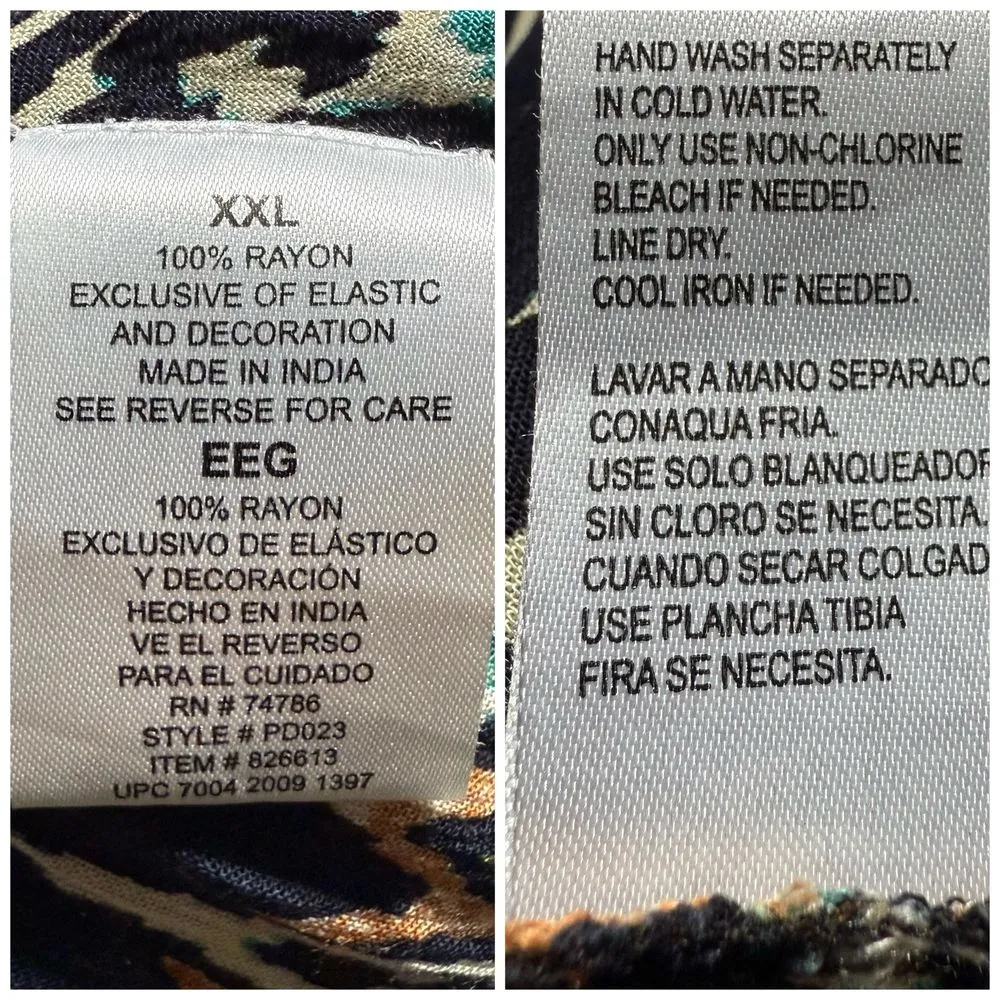 XXL
100% RAYON
EXCLUSIVE OF ELASTIC
AND DECORATION
MADE IN INDIA
SEE REVERSE FOR CARE
EEG
100% RAYON
EXCLUSIVO DE ELÁSTICO
Y DECORACIÓN
HECHO EN INDIA
VE EL REVERSO
PARA EL CUIDADO
RN # 74786
STYLE # PD023
ITEM # 826613
UPC 7004 2009 1397
HAND WASH SEPARATELY
IN COLD WATER.
ONLY USE NON-CHLORINE
BLEACH IF NEEDED.
LINE DRY.
COOL IRON IF NEEDED.
LAVAR A MANO SEPARADO
CONAQUA FRIA.
USE SOLO BLANQUEADOR
SIN CLORO SE NECESITA.
CUANDO SECAR COLGAD
USE PLANCHA TIBIA
FIRA SE NECESITA.